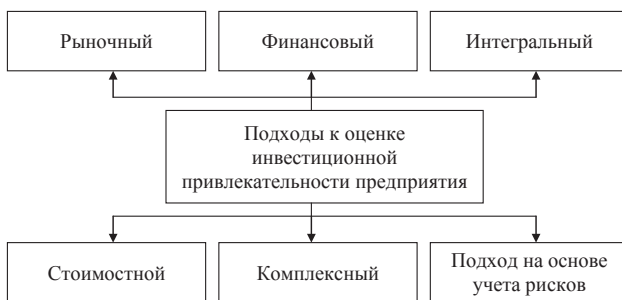 Рыночный
Финансовый
Интегральный
Подходы к оценке
инвестиционной
привлекательности предприятия
Стоимостной
Комплексный
Подход на основе
учета рисков